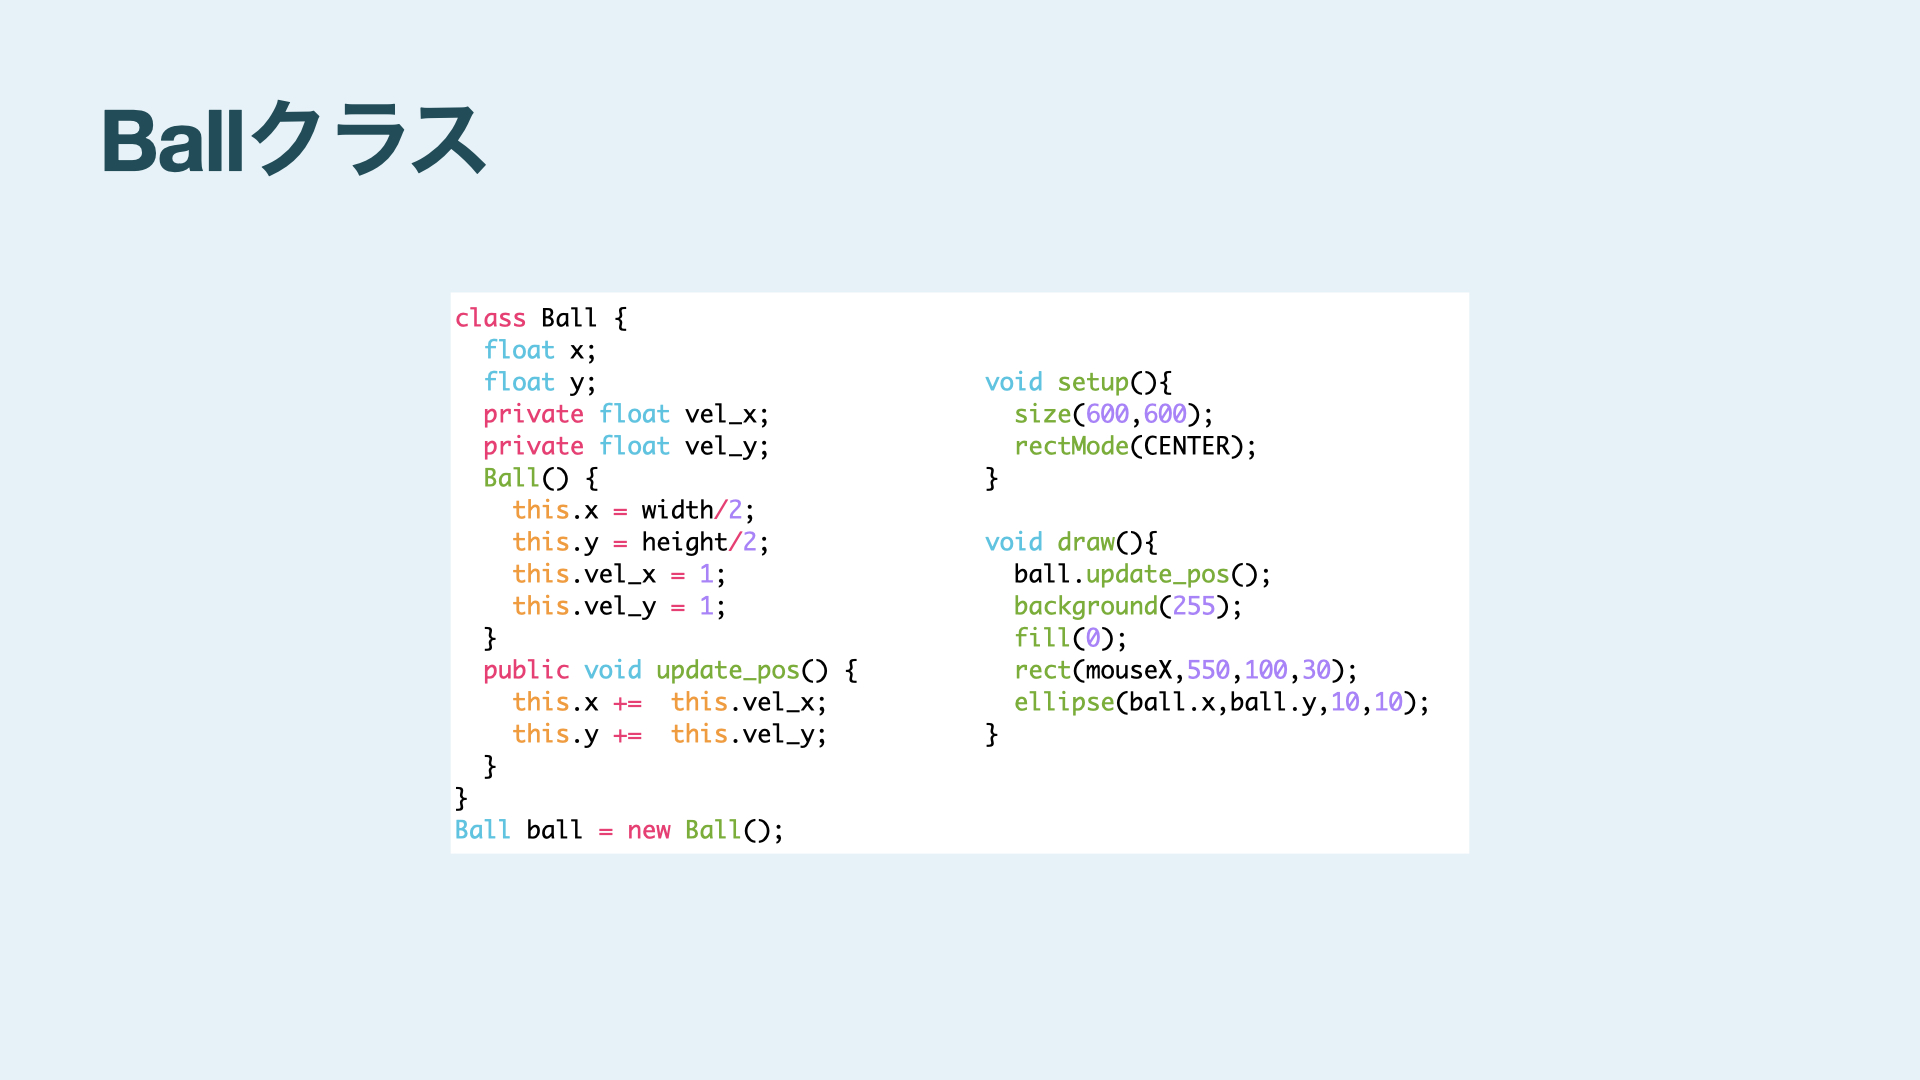 Ballクラス
class Ball {
  float x;
  float y;
  private float vel_x;
  private float vel_y;
  Ball() {
    this.x = width/2;
    this.y = height/2;
    this.vel_x = 1;
    this.vel_y = 1;
  }
  public void update_pos() {
    this.x +=  this.vel_x;
    this.y +=  this.vel_y;
  }
}
Ball ball = new Ball();
void setup(){
  size(600,600);
  rectMode(CENTER);
}
void draw(){
  ball.update_pos();
  background(255);
  fill(0);
  rect(mouseX,550,100,30);
  ellipse(ball.x,ball.y,10,10);
}